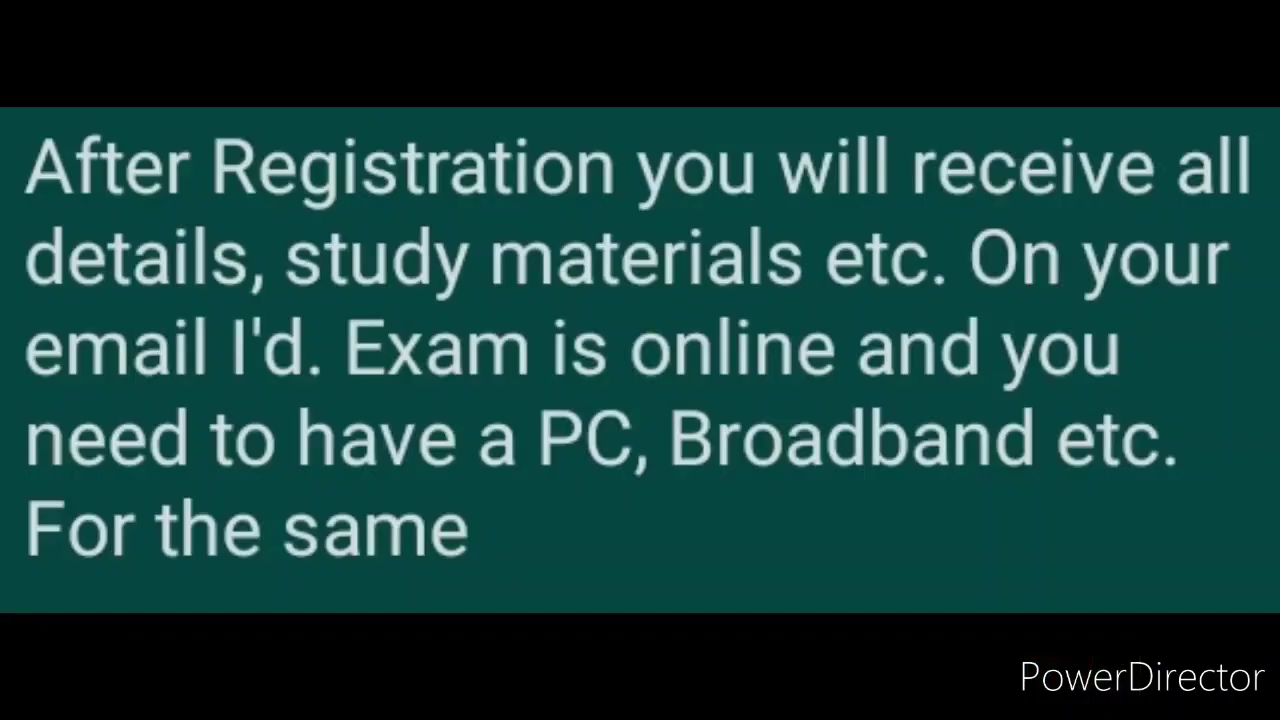 After Registration you will receive all
details, study materials etc. On your
email I'd. Exam is online and you
need to have a PC, Broadband etc.
For the same
PowerDirector